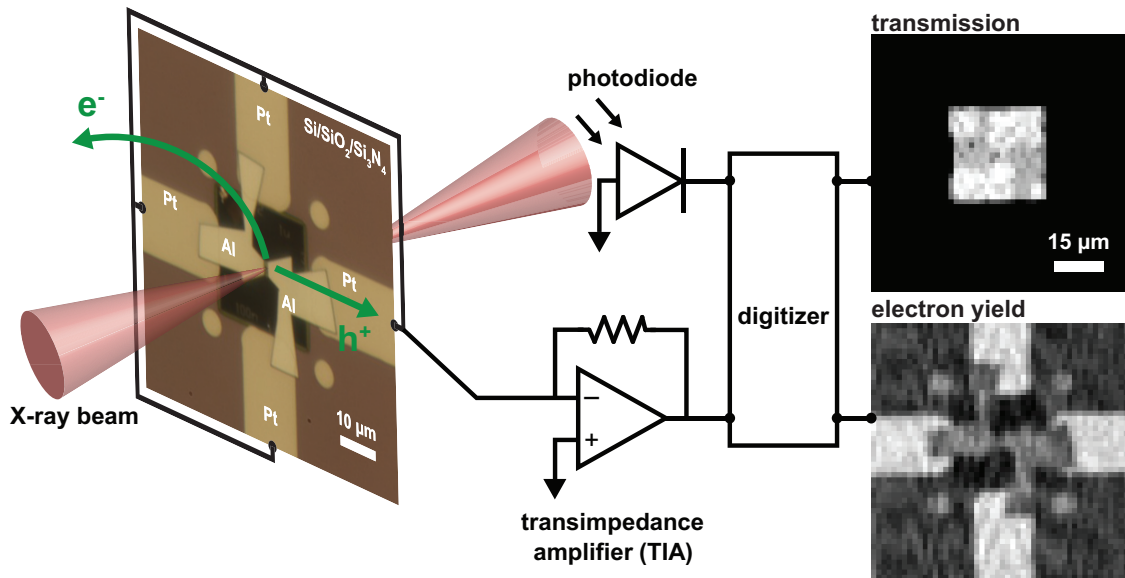 transmission
photodiode
e-
Pt
Si/SiO2/Si3N4
Pt
Al
Pt
Al
15 µm
h+
digitizer
electron yield
X-ray beam
Pt
10 µm
−
+
transimpedance
amplifier (TIA)